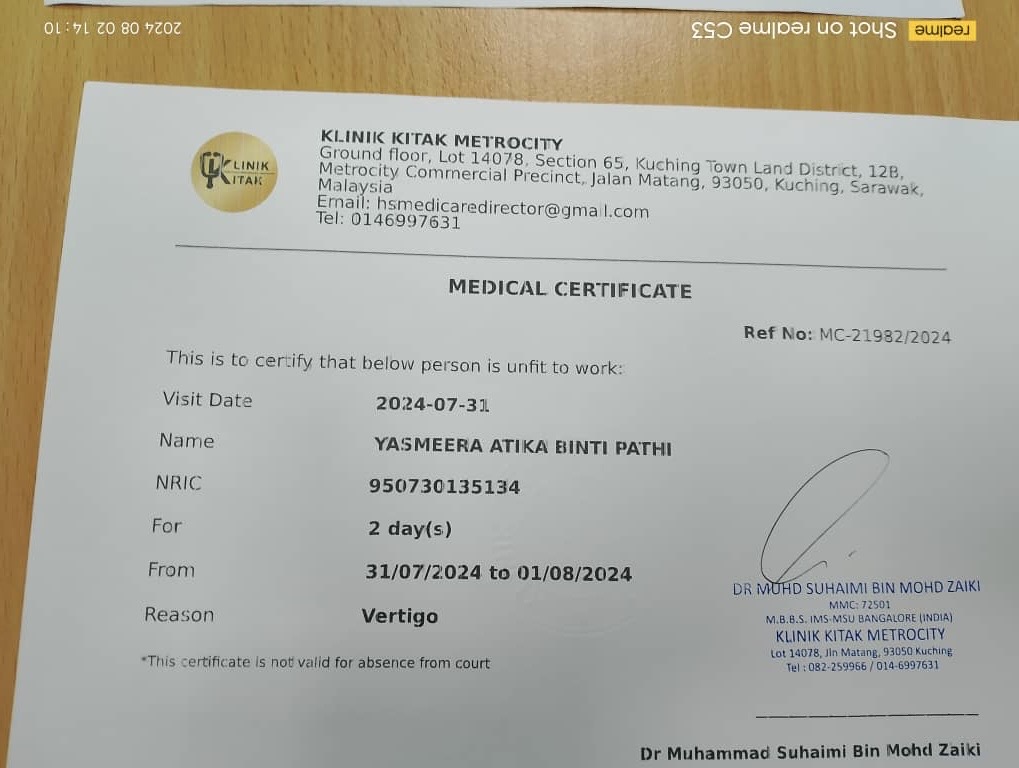 2024 08 02 14:10
realme Shot on realme C53
KLINIK
KITAK
KLINIK KITAK METROCITY
Ground floor, Lot 14078, Section 65, Kuching Town Land District, 12B,
Metrocity Commercial Precinct, Jalan Matang, 93050, Kuching, Sarawak,
Malaysia
Email: hsmedicaredirector@gmail.com
Tel: 0146997631
MEDICAL CERTIFICATE
Ref No: MC-21982/2024
This is to certify that below person is unfit to work:
Visit Date 2024-07-31
Name YASMEERA ATIKA BINTI PATHI
NRIC 950730135134
For 2 day(s)
From 31/07/2024 to 01/08/2024
Reason Vertigo
*This certificate is not valid for absence from court
DR MUHD SUHAIMI BIN MOHD ZAIKI
MMC: 72501
M.B.B.S. IMS-MSU BANGALORE (INDIA)
KLINIK KITAK METROCITY
Lot 14078, Jln Matang, 93050 Kuching
Tel : 082-259966 / 014-6997631
Dr Muhammad Suhaimi Bin Mohd Zaiki